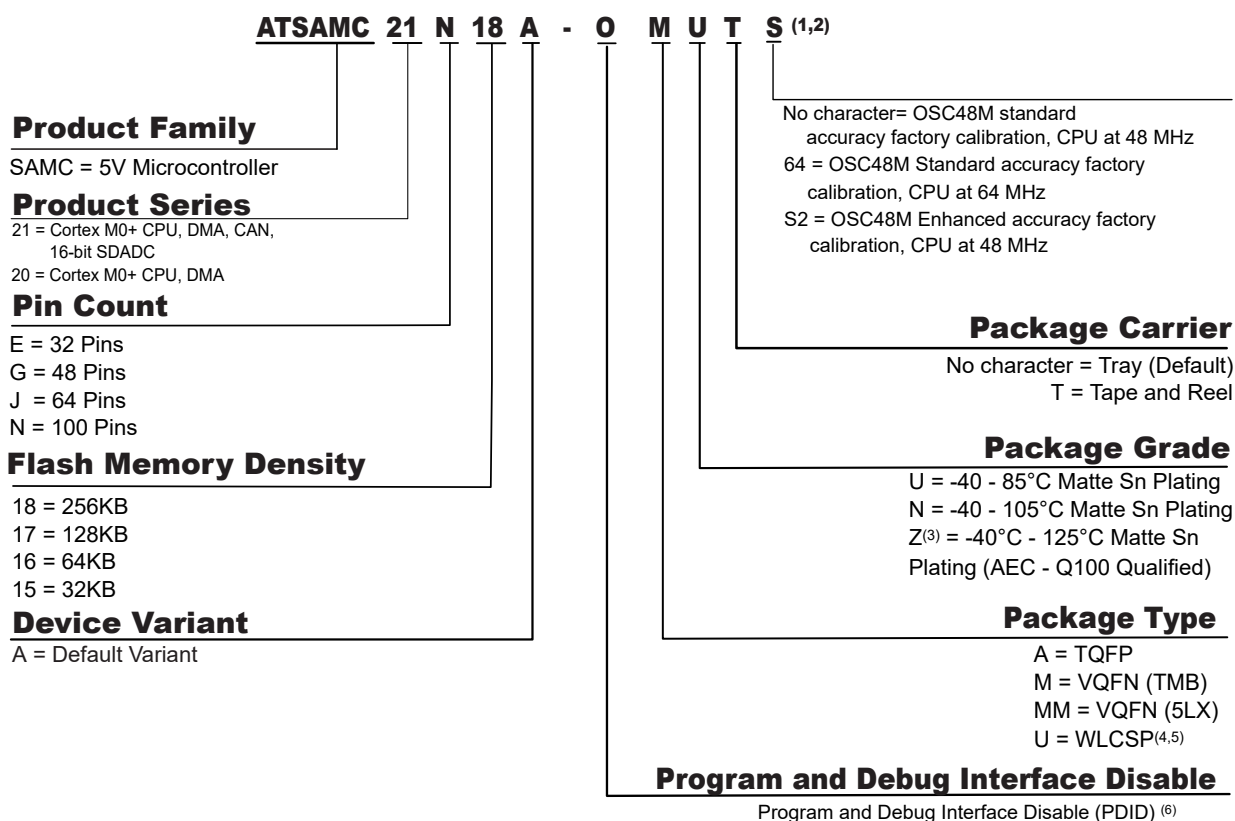 ATSAMC 21 N 18 A - O M U T S (1,2)
Product Family
SAMC = 5V Microcontroller
Product Series
21 = Cortex M0+ CPU, DMA, CAN,
16-bit SDADC
20 = Cortex M0+ CPU, DMA
Pin Count
E = 32 Pins
G = 48 Pins
J = 64 Pins
N = 100 Pins
Flash Memory Density
18 = 256KB
17 = 128KB
16 = 64KB
15 = 32KB
Device Variant
A = Default Variant
No character= OSC48M standard
accuracy factory calibration, CPU at 48 MHz
64 = OSC48M Standard accuracy factory
calibration, CPU at 64 MHz
S2 = OSC48M Enhanced accuracy factory
calibration, CPU at 48 MHz
Package Carrier
No character = Tray (Default)
T = Tape and Reel
Package Grade
U = -40 - 85°C Matte Sn Plating
N = -40 - 105°C Matte Sn Plating
Z(3) = -40°C - 125°C Matte Sn
Plating (AEC - Q100 Qualified)
Package Type
A = TQFP
M = VQFN (TMB)
MM = VQFN (5LX)
U = WLCSP(4,5)
Program and Debug Interface Disable
Program and Debug Interface Disable (PDID) (6)